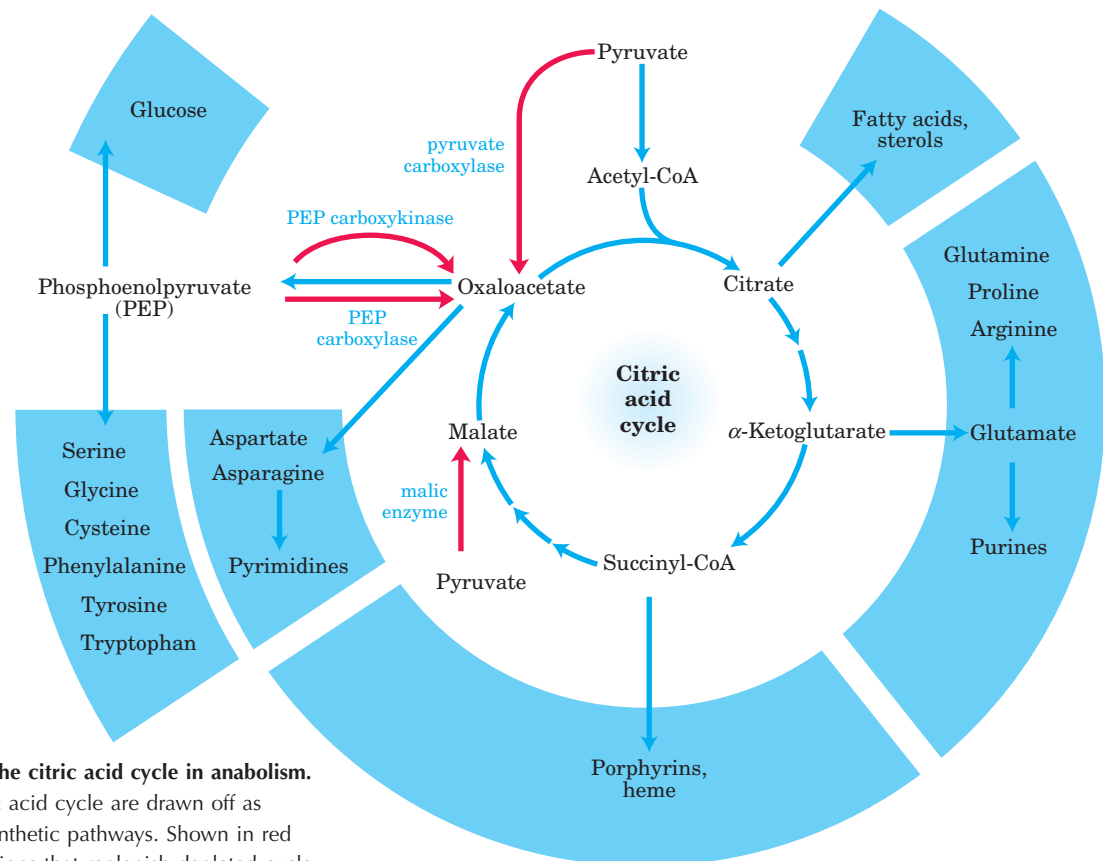 Pyruvate
Glucose
Fatty acids,
sterols
pyruvate
carboxylase
Acetyl-CoA
PEP carboxykinase
Glutamine
Proline
Arginine
Phosphoenolpyruvate
(PEP)
Oxaloacetate
Citrate
PEP
carboxylase
Citric
acid
cycle
Malate
α-Ketoglutarate
Glutamate
Aspartate
Asparagine
Pyrimidines
Serine
Glycine
Cysteine
Phenylalanine
Tyrosine
Tryptophan
malic
enzyme
Pyruvate
Succinyl-CoA
Purines
Porphyrins,
heme
he citric acid cycle in anabolism.
acid cycle are drawn off as
nthetic pathways. Shown in red